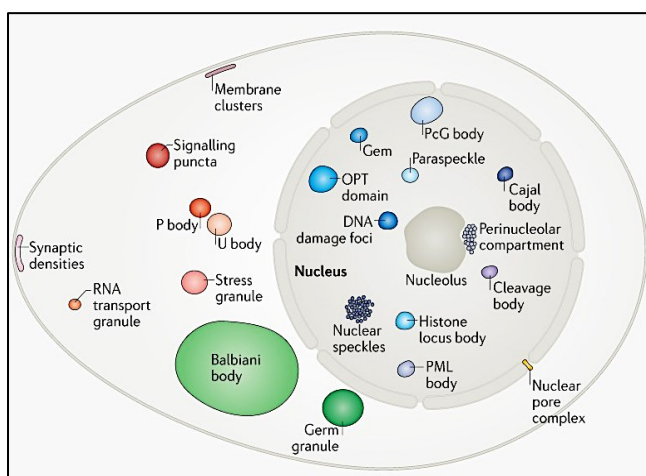 Membrane
clusters
Signalling
puncta
P body
U body
Synaptic
densities
RNA
transport
granule
Stress
granule
Balbiani
body
Germ
granule
PcG body
Gem
Paraspeckle
OPT
domain
Cajal
body
DNA
damage foci
Perinucleolar
compartment
Nucleus
Nucleolus
Cleavage
body
Nuclear
speckles
Histone
locus body
PML
body
Nuclear
pore
complex